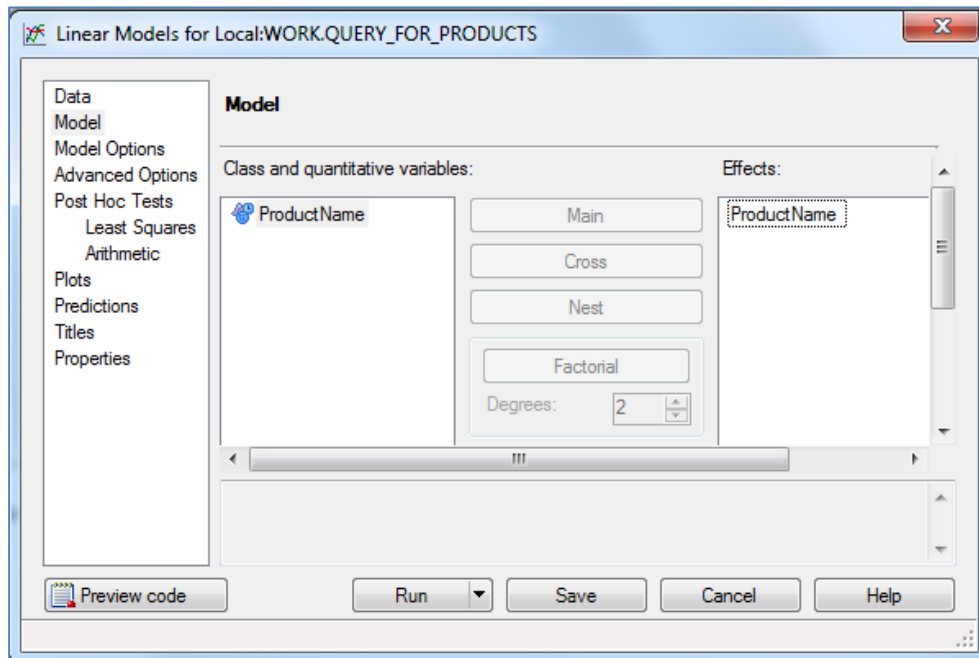 Linear Models for Local:WORK.QUERY_FOR_PRODUCTS
Data
Model
Model Options
Advanced Options
Post Hoc Tests
Least Squares
Arithmetic
Plots
Predictions
Titles
Properties
Model
Class and quantitative variables:
Effects:
ProductName
Main
Cross
Nest
Factorial
Degrees: 2
ProductName
Preview code
Run
Save
Cancel
Help